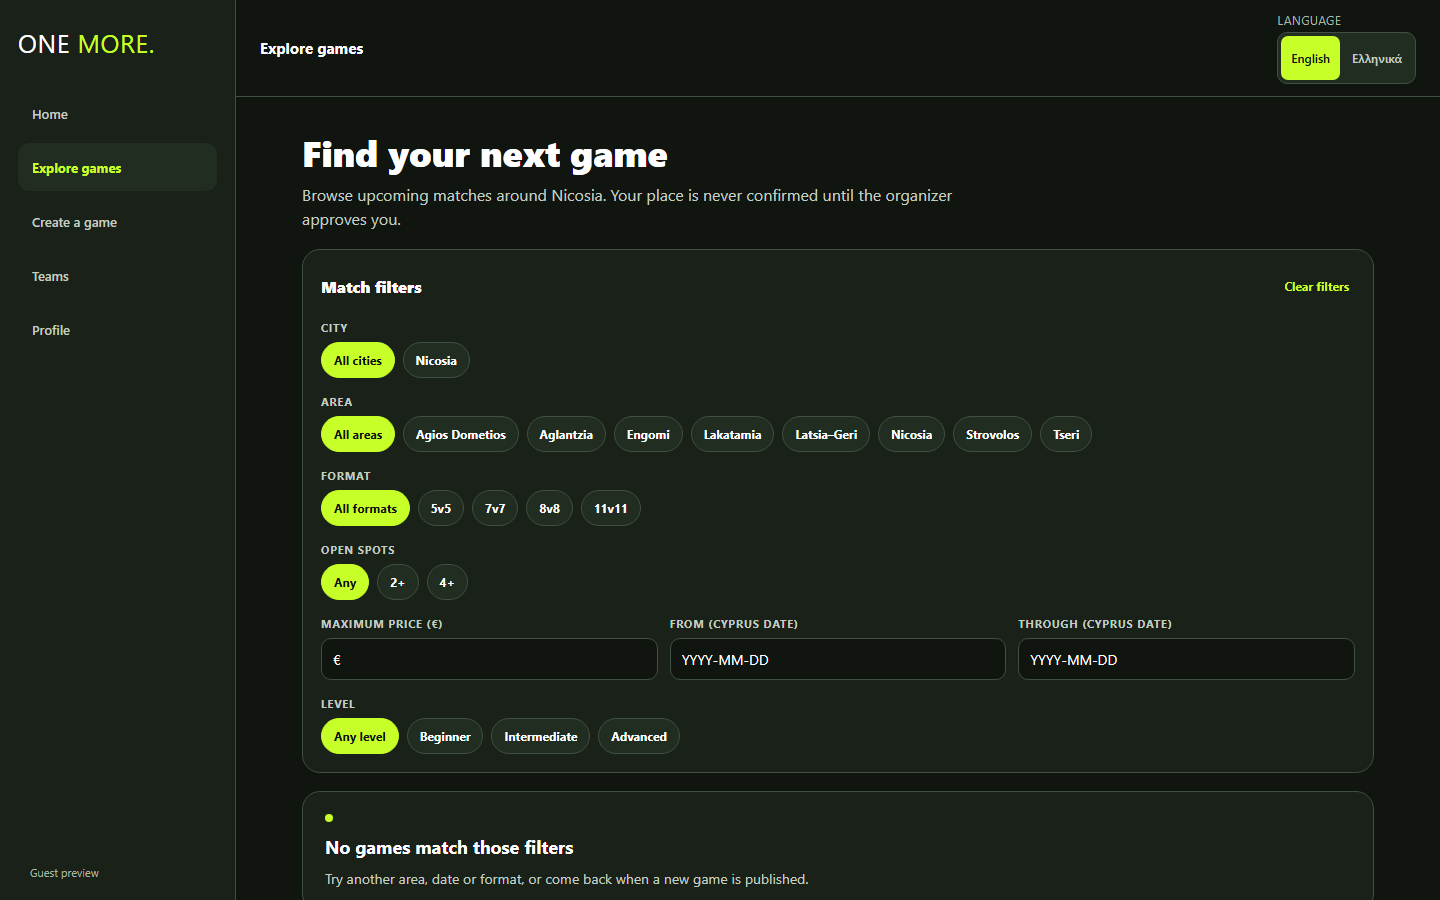 ONE MORE.
Home
Explore games
Create a game
Teams
Profile
Guest preview
Explore games
LANGUAGE
English Ελληνικά
Find your next game
Browse upcoming matches around Nicosia. Your place is never confirmed until the organizer
approves you.
Match filters
Clear filters
CITY
All cities Nicosia
AREA
All areas Agios Dometios Aglantzia Engomi Lakatamia Latsia–Geri Nicosia Strovolos Tseri
FORMAT
All formats 5v5 7v7 8v8 11v11
OPEN SPOTS
Any 2+ 4+
MAXIMUM PRICE (€) FROM (CYPRUS DATE) THROUGH (CYPRUS DATE)
€ YYYY-MM-DD YYYY-MM-DD
LEVEL
Any level Beginner Intermediate Advanced
No games match those filters
Try another area, date or format, or come back when a new game is published.